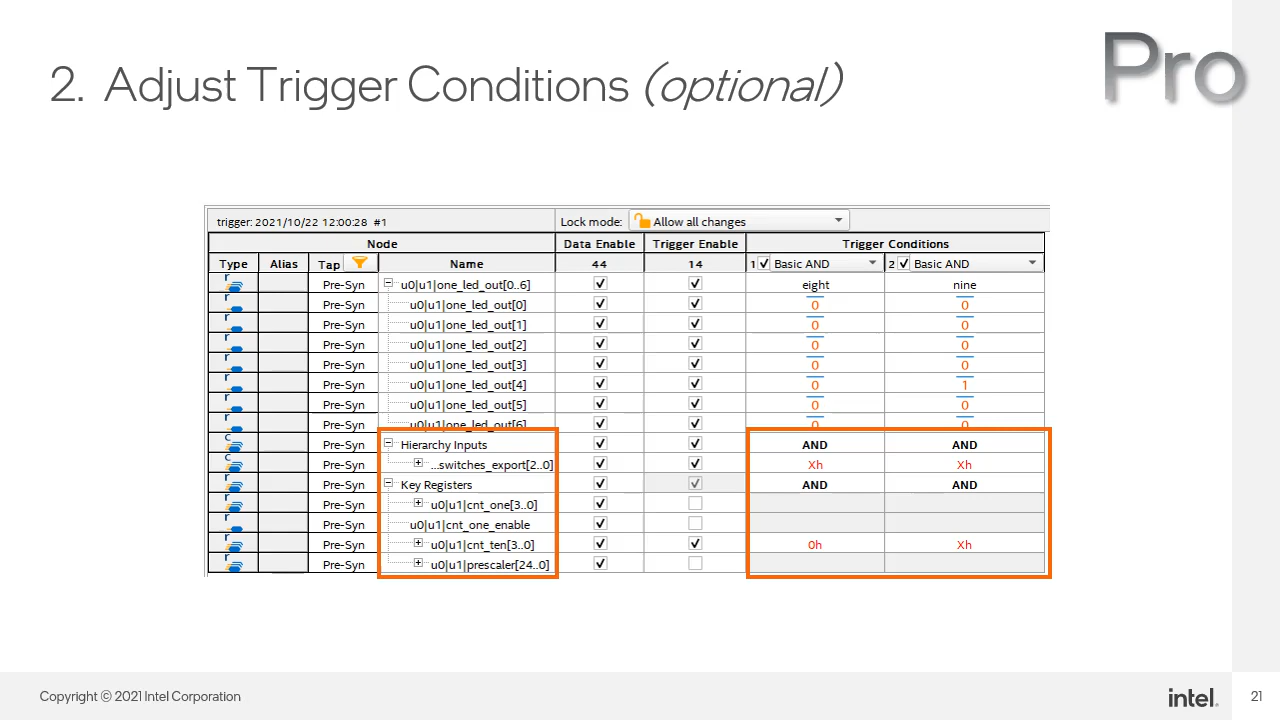 2. Adjust Trigger Conditions (optional)
Pro
trigger: 2021/10/22 12:00:28 #1 Lock mode: Allow all changes
Node Data Enable Trigger Enable Trigger Conditions
Type Alias Tap Name 44 14 1 Basic AND 2 Basic AND
r Pre-Syn u0|u1|one_led_out[0..6] eight nine
r Pre-Syn u0|u1|one_led_out[0] 0 0
r Pre-Syn u0|u1|one_led_out[1] 0 0
r Pre-Syn u0|u1|one_led_out[2] 0 0
r Pre-Syn u0|u1|one_led_out[3] 0 0
r Pre-Syn u0|u1|one_led_out[4] 0 1
r Pre-Syn u0|u1|one_led_out[5] 0 0
r Pre-Syn u0|u1|one_led_out[6] 0 0
c Pre-Syn Hierarchy Inputs AND AND
c Pre-Syn ...switches_export[2..0] Xh Xh
r Pre-Syn Key Registers AND AND
r Pre-Syn u0|u1|cnt_one[3..0]
r Pre-Syn u0|u1|cnt_one_enable
r Pre-Syn u0|u1|cnt_ten[3..0] 0h Xh
r Pre-Syn u0|u1|prescaler[24..0]
Copyright © 2021 Intel Corporation
intel.
21